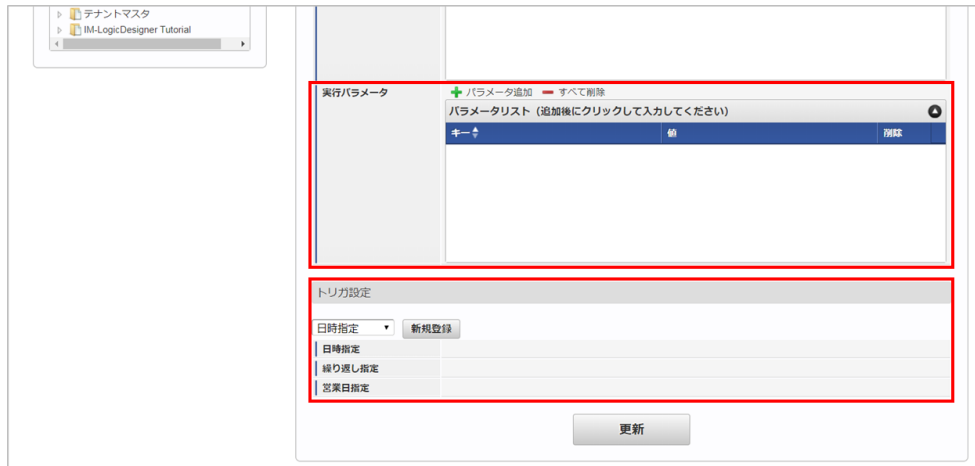 テナントマスタ
IM-LogicDesigner Tutorial
実行パラメータ
パラメータ追加 すべて削除
パラメータリスト（追加後にクリックして入力してください）
キー 値 削除
トリガ設定
日時指定 新規登録
日時指定
繰り返し指定
営業日指定
更新